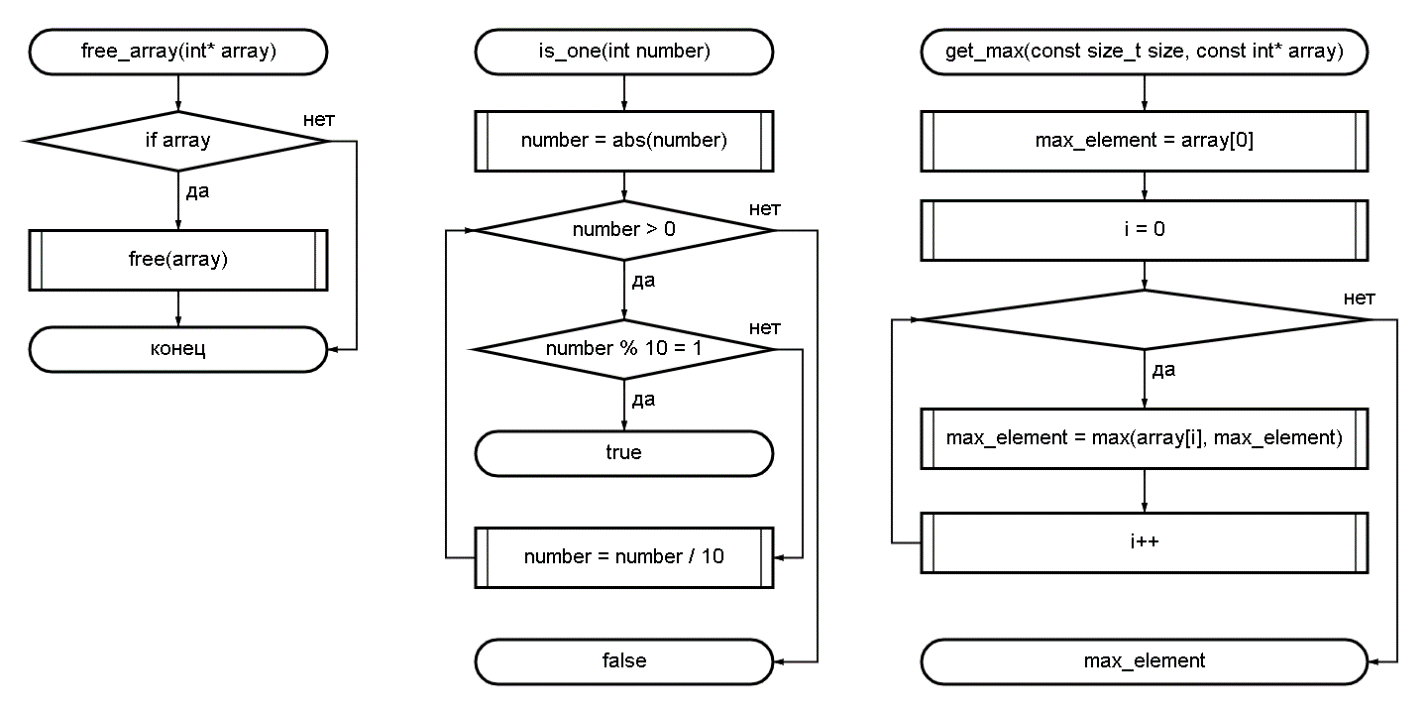 free_array(int* array)
if array
нет
да
free(array)
конец
is_one(int number)
number = abs(number)
number > 0
нет
да
number % 10 = 1
нет
да
true
number = number / 10
false
get_max(const size_t size, const int* array)
max_element = array[0]
i = 0
нет
да
max_element = max(array[i], max_element)
i++
max_element